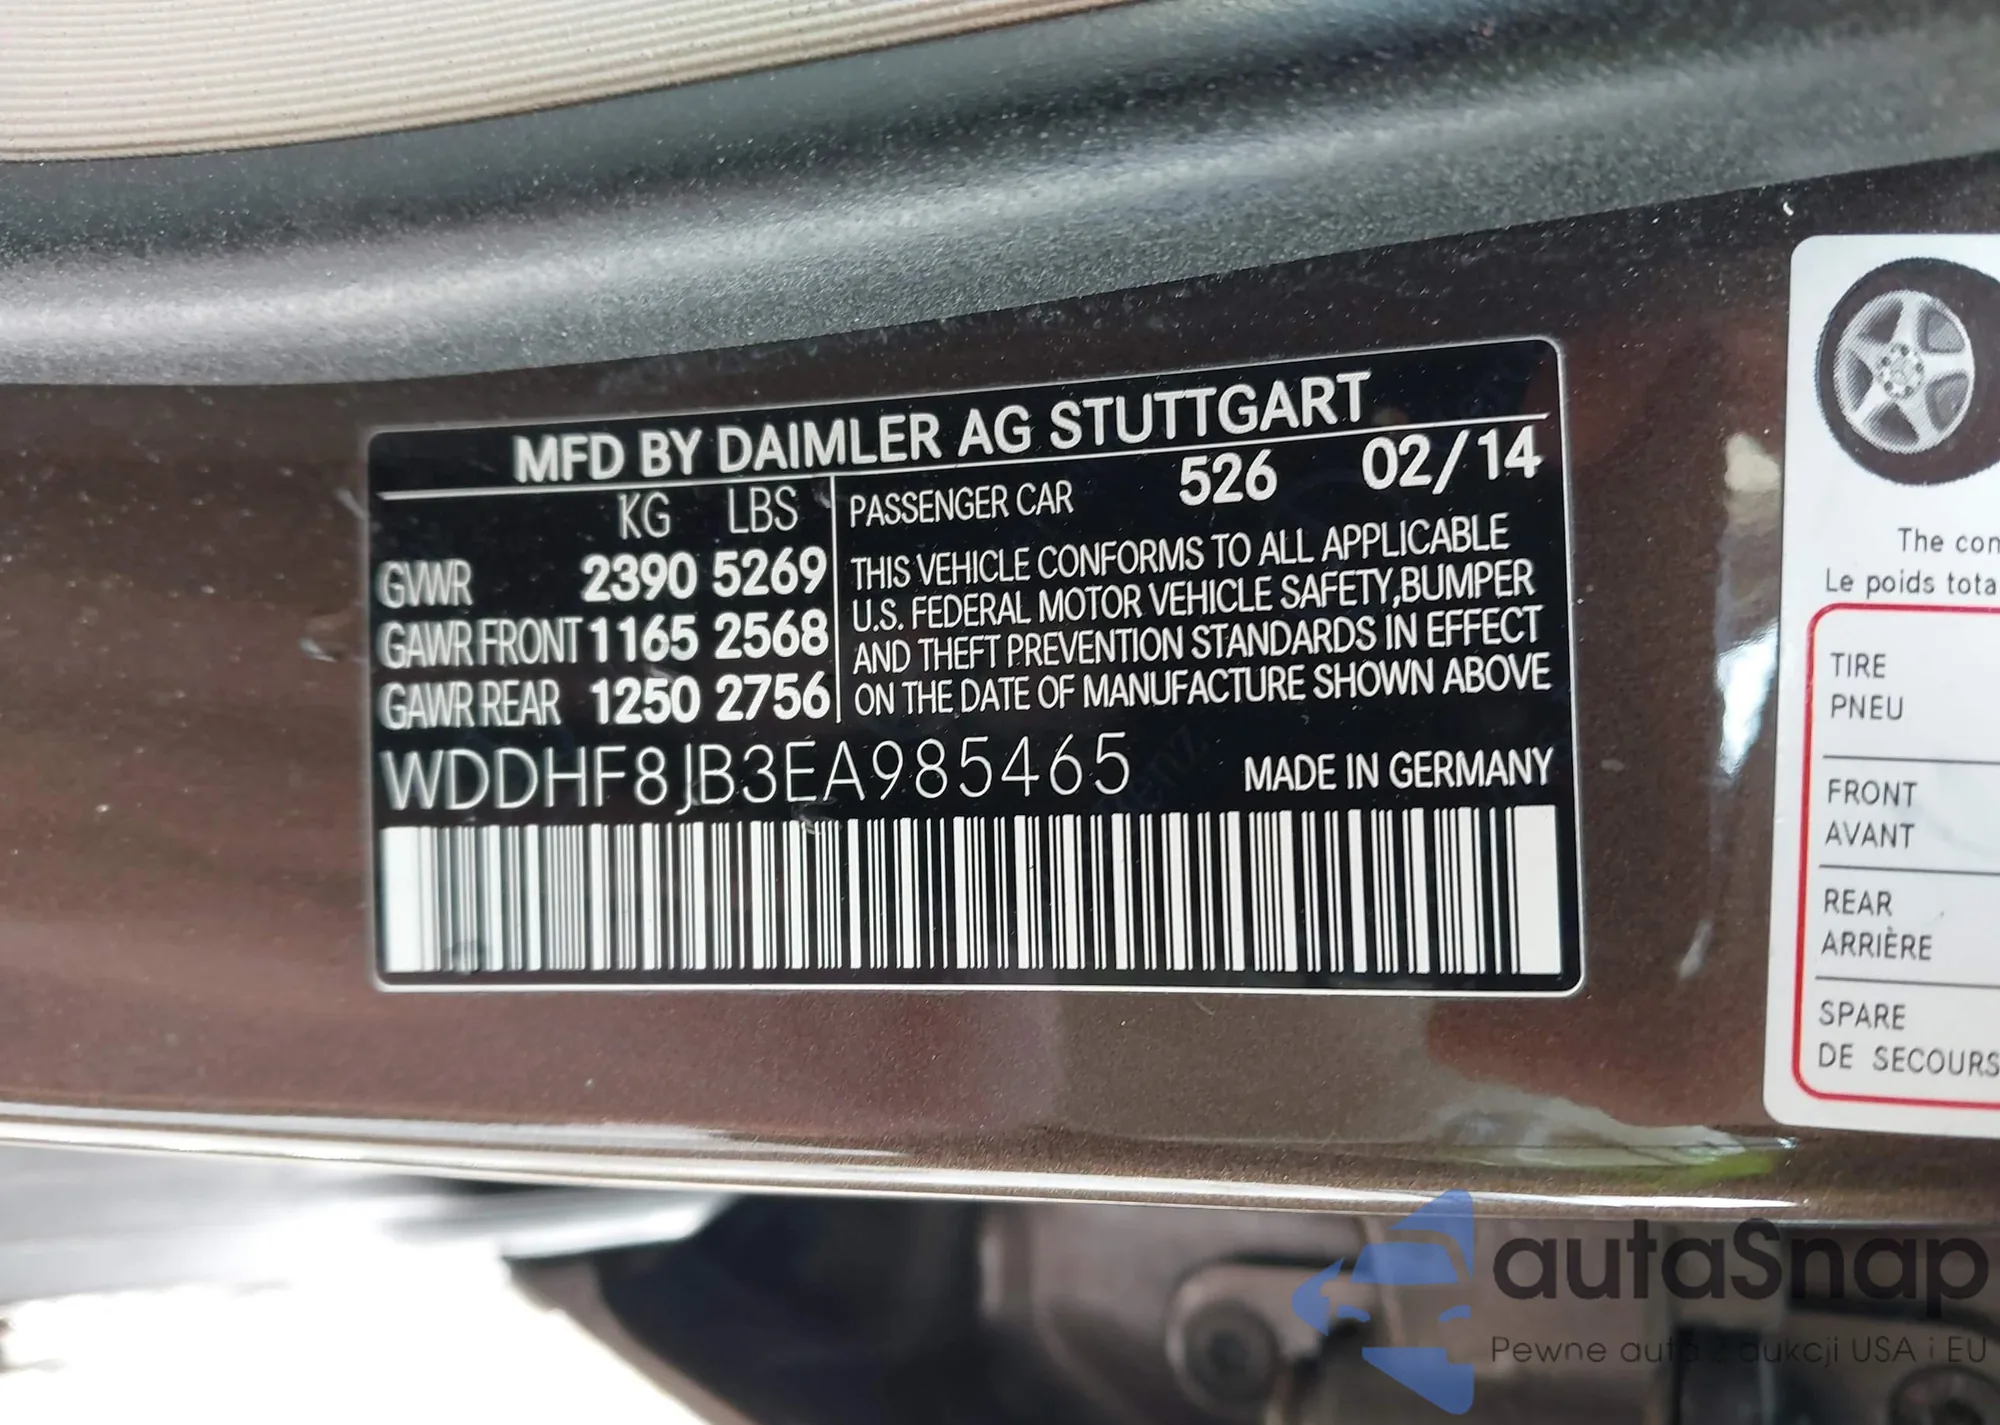 MFD BY DAIMLER AG STUTTGART
KG LBS
GVWR 2390 5269
GAWR FRONT 1165 2568
GAWR REAR 1250 2756
PASSENGER CAR 526 02/14
THIS VEHICLE CONFORMS TO ALL APPLICABLE
U.S. FEDERAL MOTOR VEHICLE SAFETY,BUMPER
AND THEFT PREVENTION STANDARDS IN EFFECT
ON THE DATE OF MANUFACTURE SHOWN ABOVE
WDDHF8JB3EA985465 MADE IN GERMANY
The
Le poids
TIRE
PNEU
FRONT
AVANT
REAR
ARRIÈRE
SPARE
DE SECOURS
autaSnap
Pewne auta z aukcji USA i EU